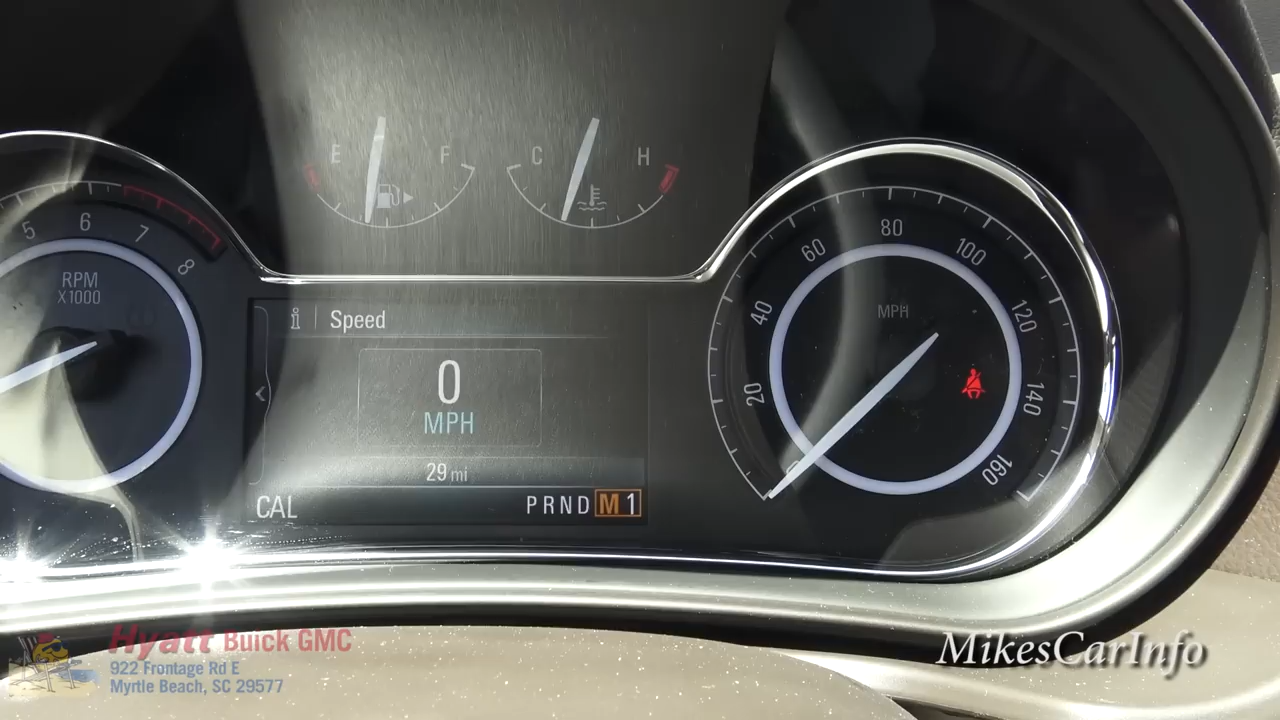 E F C H
5 6 7 8
RPM
X1000
i Speed
0
MPH
29 mi
CAL
PRND M 1
20 40 60 80 100 120 140 160
MPH
Hyatt Buick GMC
922 Frontage Rd E
Myrtle Beach, SC 29577
MikesCarInfo